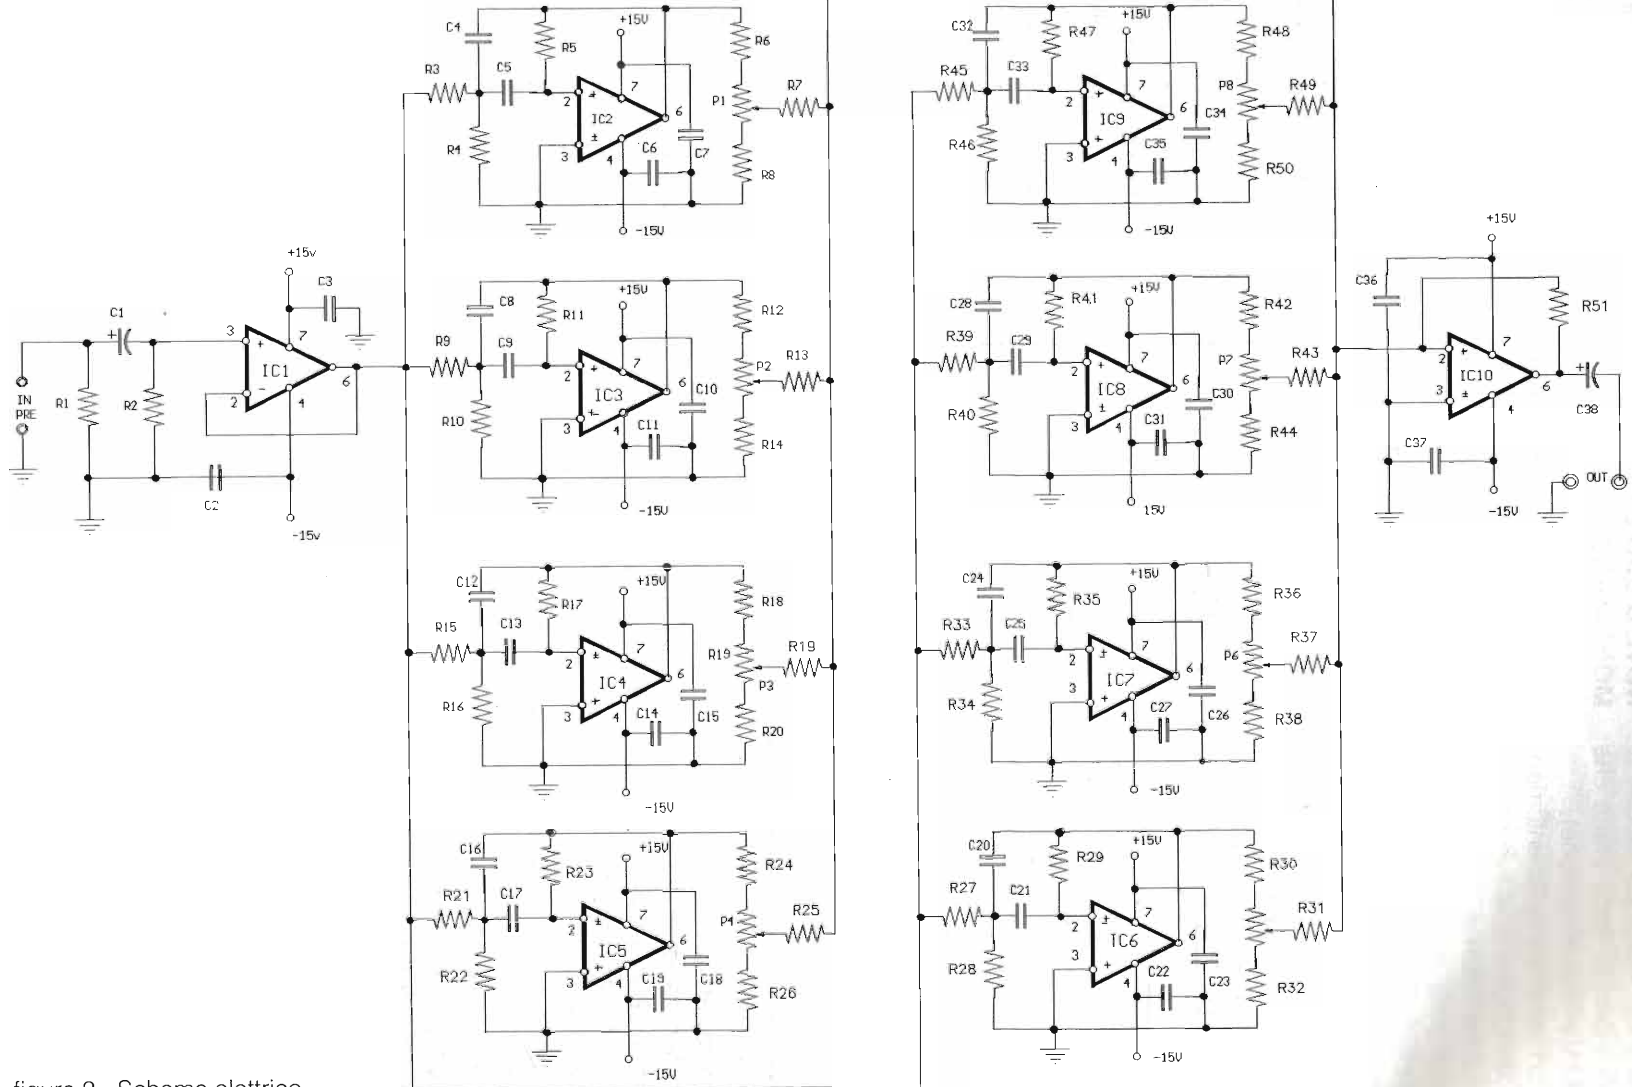 C4
+15V
R5
R6
R3
C5
7
2
IC2
6
P1
R7
R4
3
4
C6
C7
R8
-15V
C32
+15V
R47
R48
R45
C33
7
P8
R49
2
IC9
6
C34
R46
3
4
C35
R50
-15V
+15v
C3
C1
+
3
+
7
IC1
R1
R2
6
2
-
4
IN
PRE
C2
-15v
C8
+15V
R11
R12
R9
C9
7
P2
R13
2
IC3
6
C10
R10
3
4
C11
R14
-15V
C28
+15V
R41
R42
R39
C29
7
P7
R43
2
IC8
6
C30
R40
3
4
C31
R44
15V
+15V
C36
R51
7
2
IC10
6
+
3
4
C38
C37
OUT
-15V
C12
+15V
R17
R18
R15
C13
7
R19
R19
2
IC4
6
P3
R16
3
4
C14
C15
R20
-15V
C24
+15V
R35
R36
R33
C25
7
P6
R37
2
IC7
6
R34
3
4
C27
C26
R38
-15V
C16
+15V
R23
R24
R21
C17
7
P4
R25
2
IC5
6
R22
3
4
C19
C18
R26
-15V
C20
+15V
R29
R30
R27
C21
7
R31
2
IC6
6
R28
3
4
C22
C23
R32
-15V